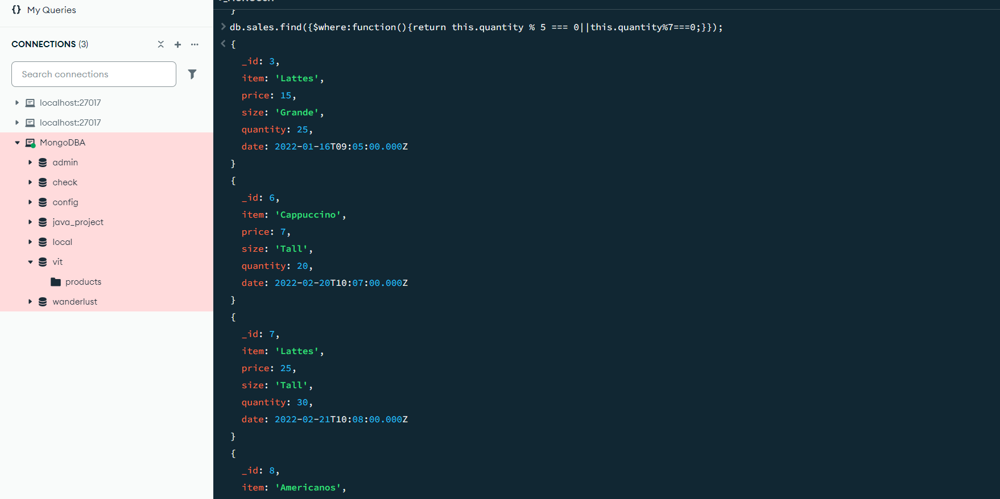 My Queries
CONNECTIONS (3)
Search connections
localhost:27017
localhost:27017
MongoDBA
admin
check
config
java_project
local
vit
products
wanderlust
}
db.sales.find({$where:function(){return this.quantity % 5 === 0||this.quantity%7===0;}});
{
_id: 3,
item: 'Lattes',
price: 15,
size: 'Grande',
quantity: 25,
date: 2022-01-16T09:05:00.000Z
}
{
_id: 6,
item: 'Cappuccino',
price: 7,
size: 'Tall',
quantity: 20,
date: 2022-02-20T10:07:00.000Z
}
{
_id: 7,
item: 'Lattes',
price: 25,
size: 'Tall',
quantity: 30,
date: 2022-02-21T10:08:00.000Z
}
{
_id: 8,
item: 'Americanos',